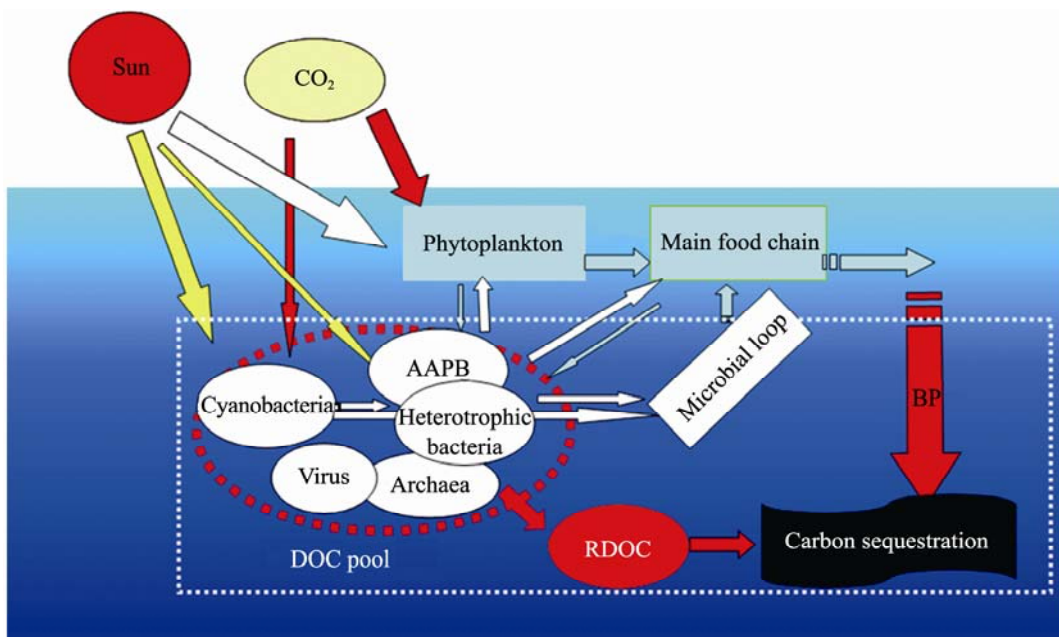 Sun
CO₂
Phytoplankton
Main food chain
AAPB
Cyanobacteria
Heterotrophic
bacteria
Microbial loop
BP
Virus
Archaea
DOC pool
RDOC
Carbon sequestration